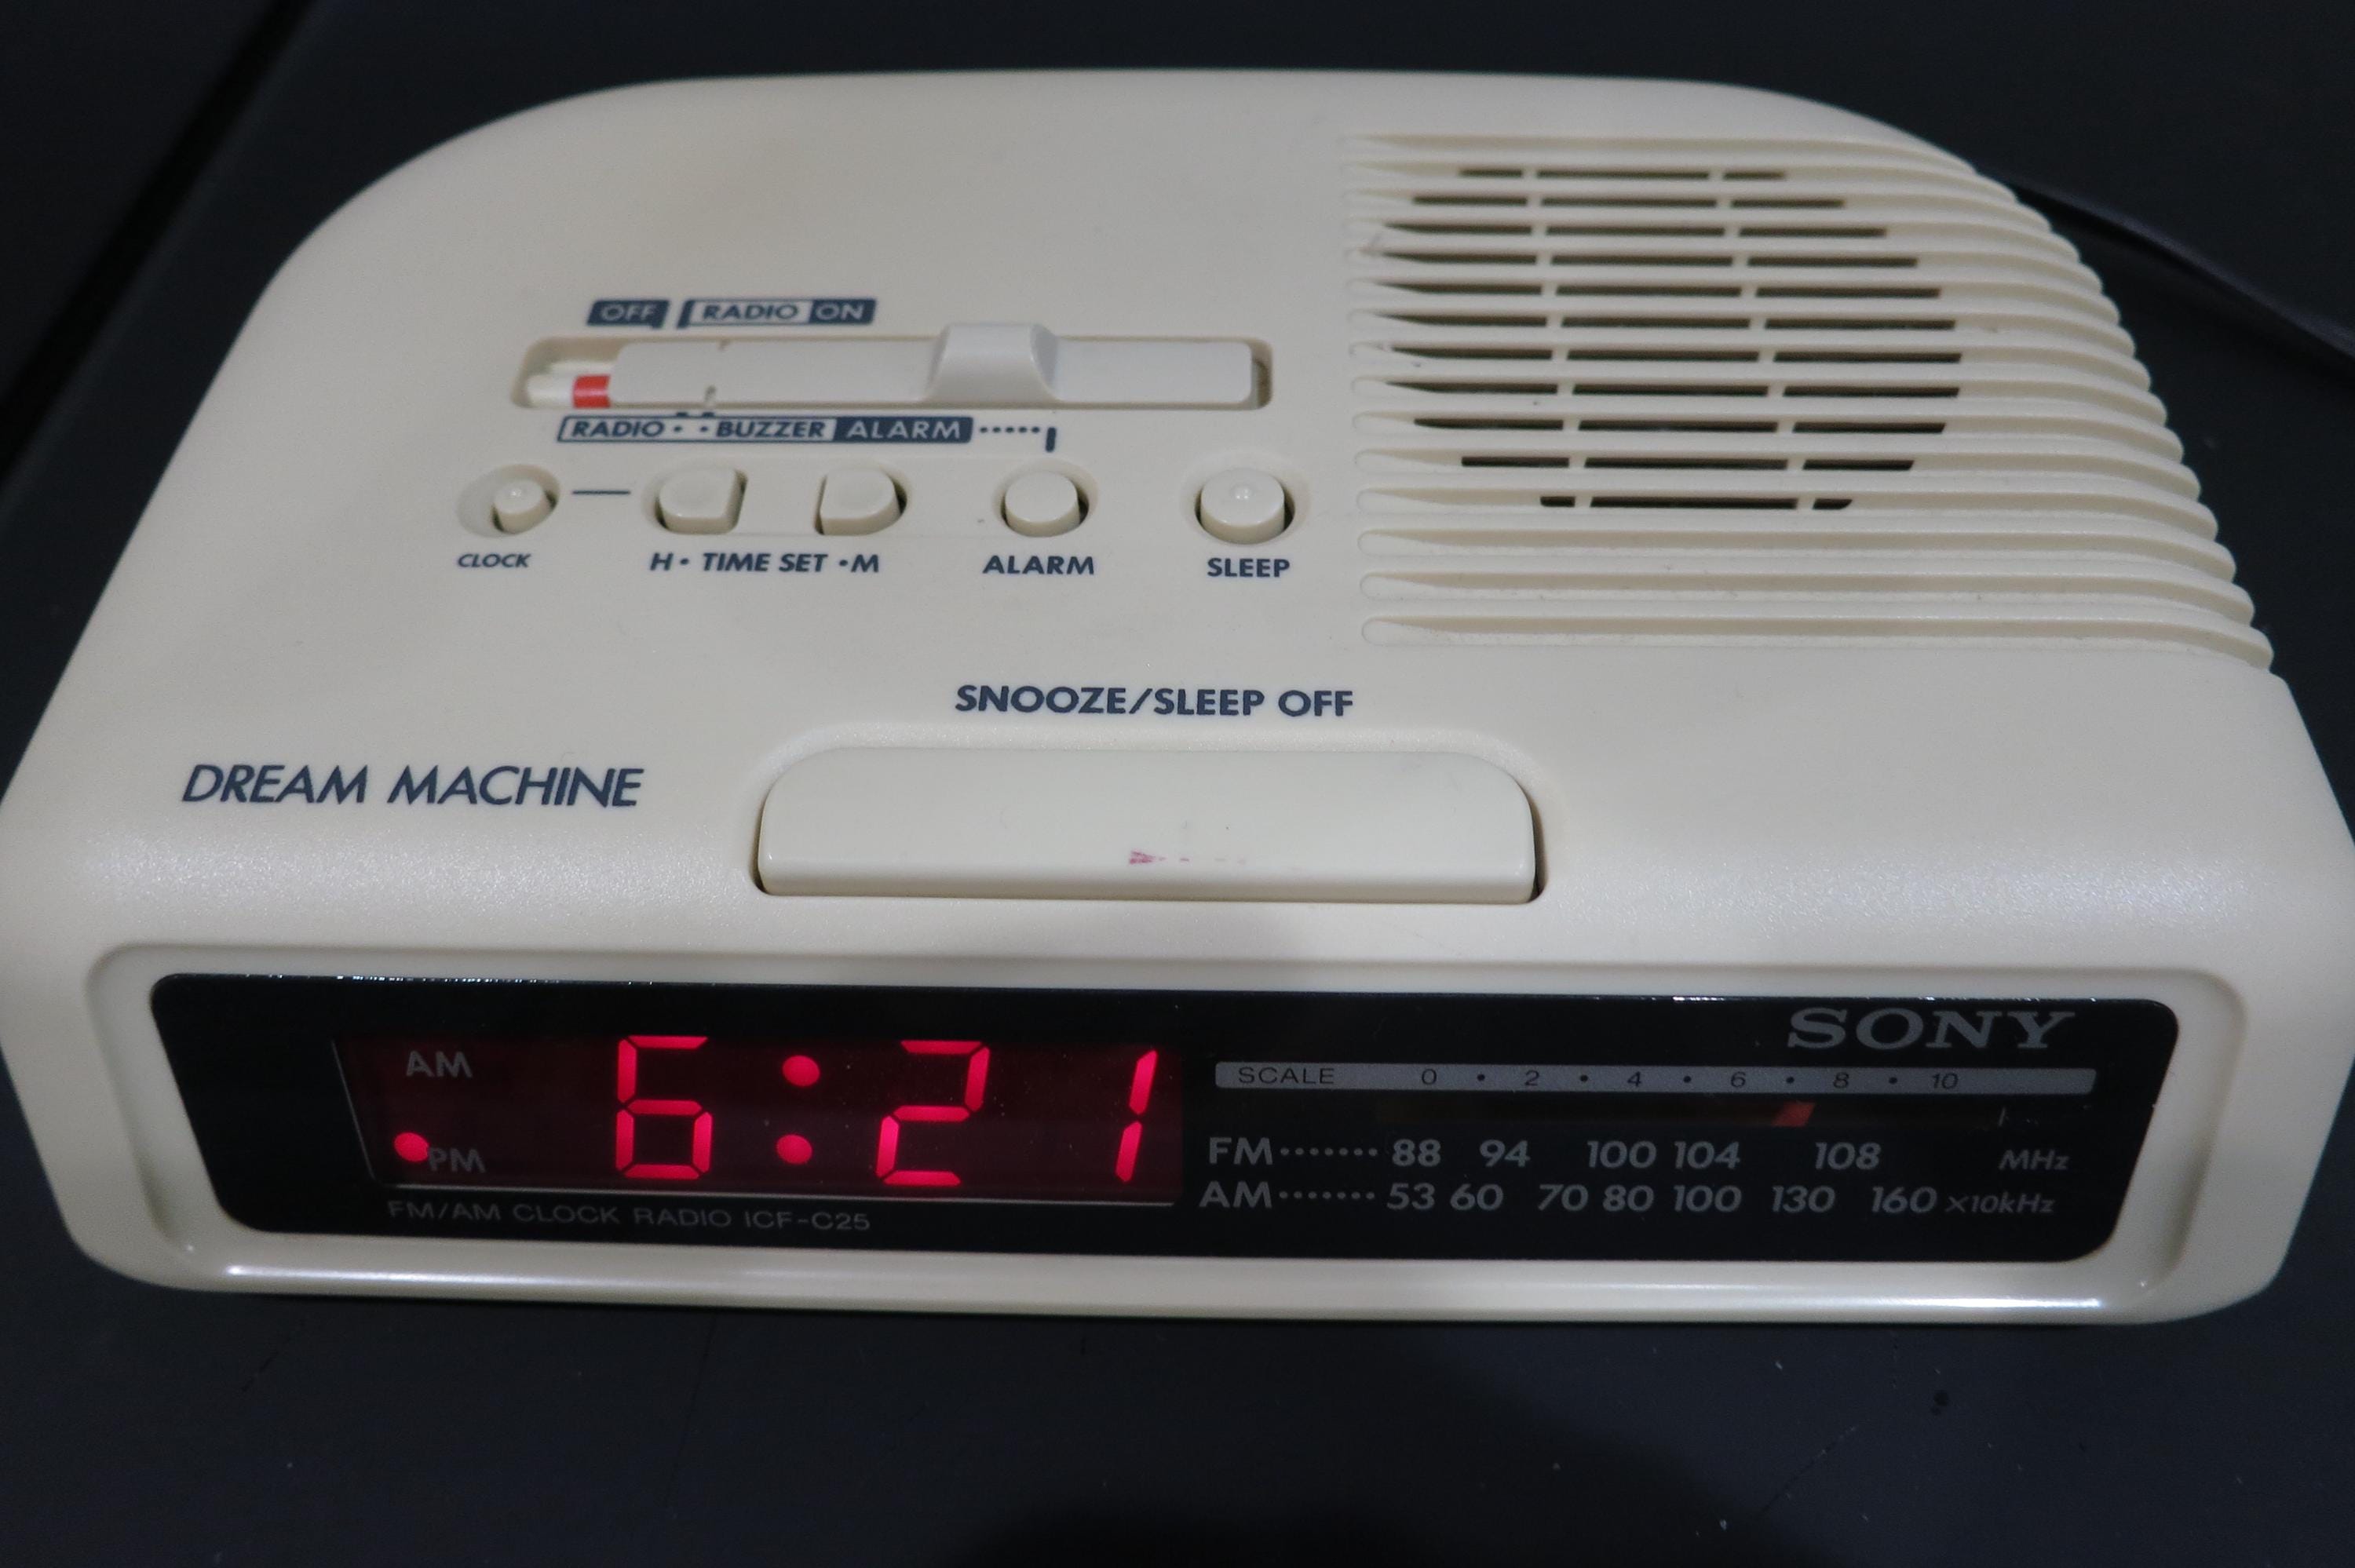 OFF RADIO ON
RADIO • • BUZZER ALARM ·····
CLOCK — H • TIME SET • M ALARM SLEEP
SNOOZE/SLEEP OFF
DREAM MACHINE
SONY
AM 6:21
PM
SCALE 0 • 2 • 4 • 6 • 8 • 10
FM ······· 88 94 100 104 108 MHz
AM ······· 53 60 70 80 100 130 160 ×10kHz
FM/AM CLOCK RADIO ICF-C25